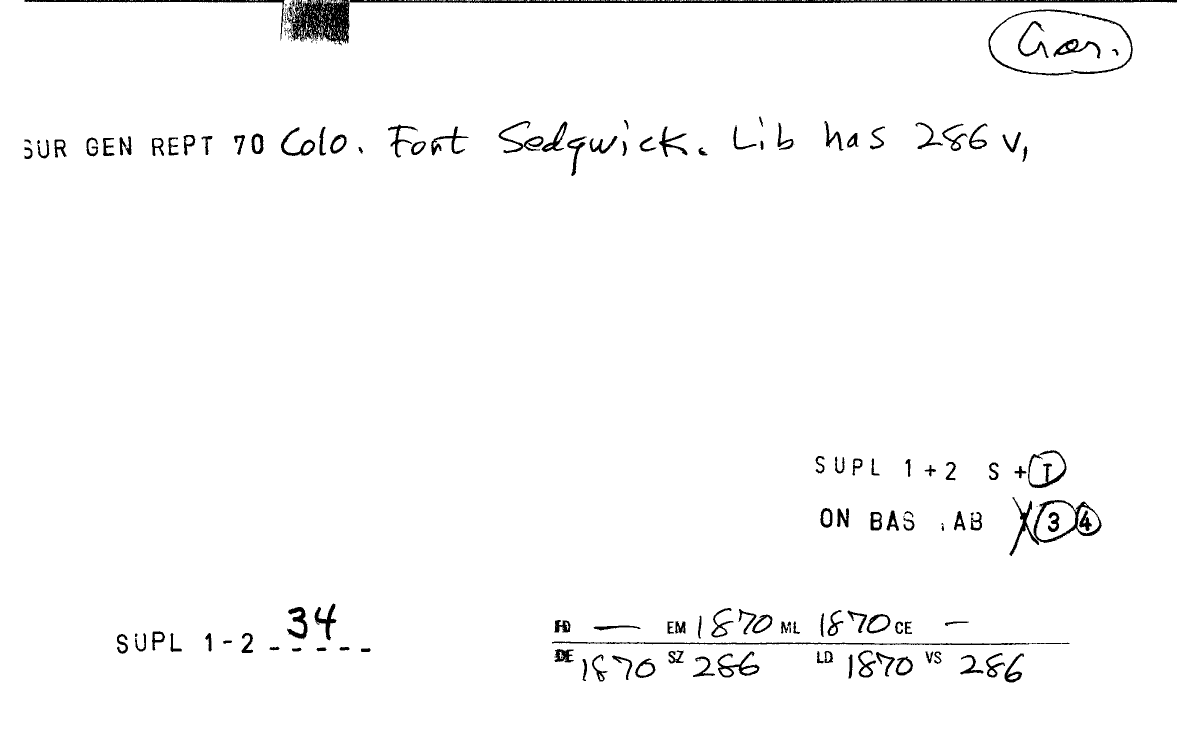 Gar.
SUR GEN REPT 70 Colo. Fort Sedgwick. Lib has 286 v,
SUPL 1+2 S + T
ON BAS AB 3 4
SUPL 1-2 34
FD — EM 1870 ML 1870 CE —
DE 1870 SZ 286 LD 1870 VS 286